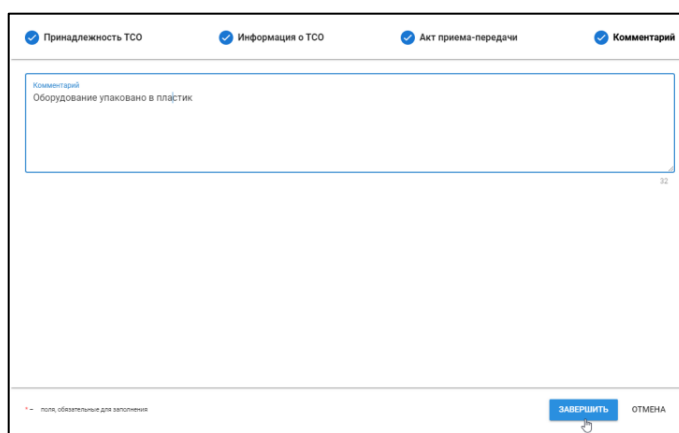 Принадлежность ТСО Информация о ТСО Акт приема-передачи Комментарий
Комментарий
Оборудование упаковано в пластик
32
* – поля, обязательные для заполнения
ЗАВЕРШИТЬ ОТМЕНА